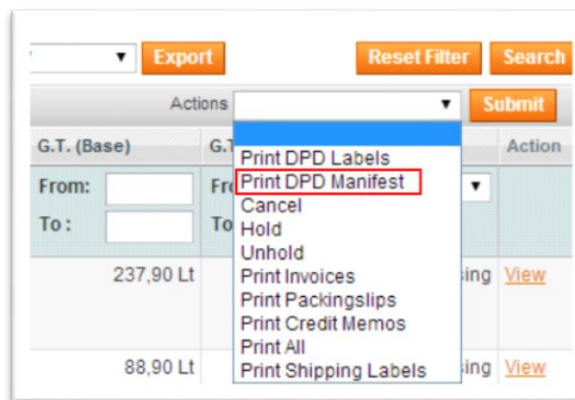 Export Reset Filter Search
Actions Submit
G.T. (Base) G.T Action
From: Fro
To : To
Print DPD Labels
Print DPD Manifest
Cancel
Hold
Unhold
Print Invoices
Print Packingslips
Print Credit Memos
Print All
Print Shipping Labels
237,90 Lt sing View
88,90 Lt sing View